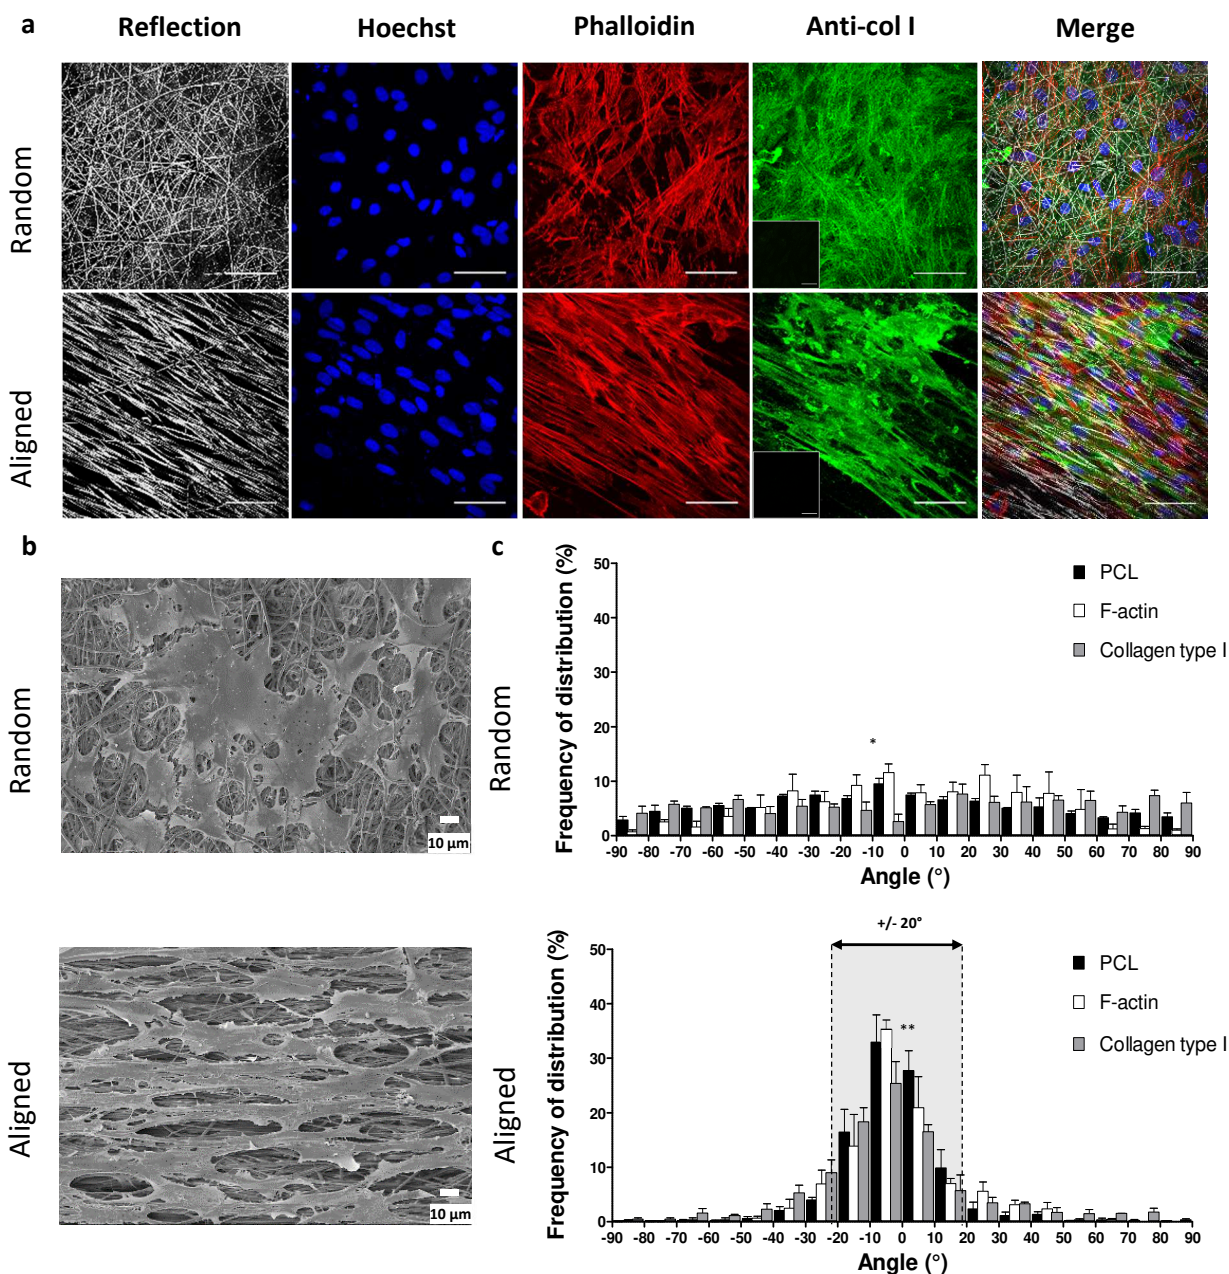 a
Reflection Hoechst Phalloidin Anti-col I Merge
Random
Aligned
b
Random
10 µm
Aligned
10 µm
c
Random
Frequency of distribution (%)
50
40
30
20
10
0
PCL
F-actin
Collagen type I
*
-90 -80 -70 -60 -50 -40 -30 -20 -10 0 10 20 30 40 50 60 70 80 90
Angle (°)
Aligned
Frequency of distribution (%)
+/- 20°
50
40
30
20
10
0
PCL
F-actin
Collagen type I
**
-90 -80 -70 -60 -50 -40 -30 -20 -10 0 10 20 30 40 50 60 70 80 90
Angle (°)